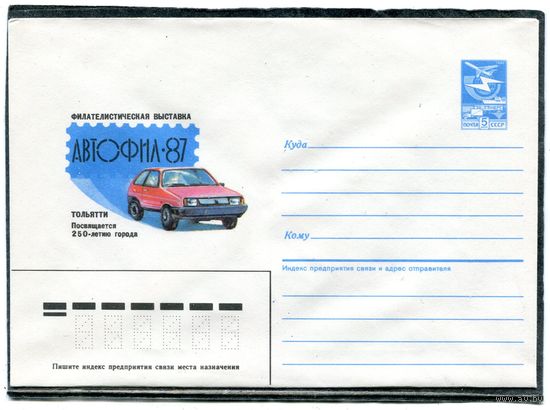 ФИЛАТЕЛИСТИЧЕСКАЯ ВЫСТАВКА
АВТОФИЛ·87
ТОЛЬЯТТИ
Посвящается
250-летию города
ПОЧТА 5 СССР
Куда
Кому
Индекс предприятия связи и адрес отправителя
Пишите индекс предприятия связи места назначения